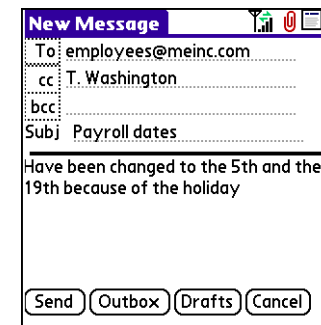 New Message
To employees@meinc.com
cc T. Washington
bcc
Subj Payroll dates
Have been changed to the 5th and the
19th because of the holiday
Send Outbox Drafts Cancel